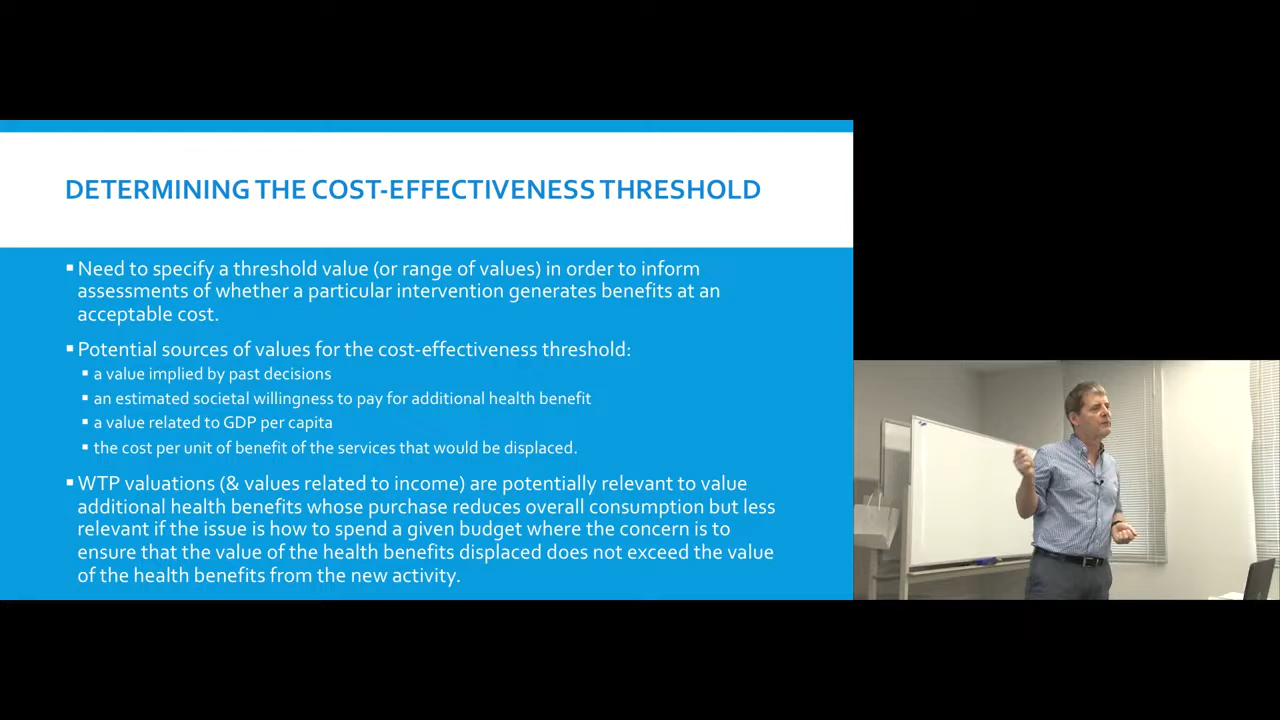 DETERMINING THE COST-EFFECTIVENESS THRESHOLD
▪ Need to specify a threshold value (or range of values) in order to inform
assessments of whether a particular intervention generates benefits at an
acceptable cost.
▪ Potential sources of values for the cost-effectiveness threshold:
▪ a value implied by past decisions
▪ an estimated societal willingness to pay for additional health benefit
▪ a value related to GDP per capita
▪ the cost per unit of benefit of the services that would be displaced.
▪ WTP valuations (& values related to income) are potentially relevant to value
additional health benefits whose purchase reduces overall consumption but less
relevant if the issue is how to spend a given budget where the concern is to
ensure that the value of the health benefits displaced does not exceed the value
of the health benefits from the new activity.